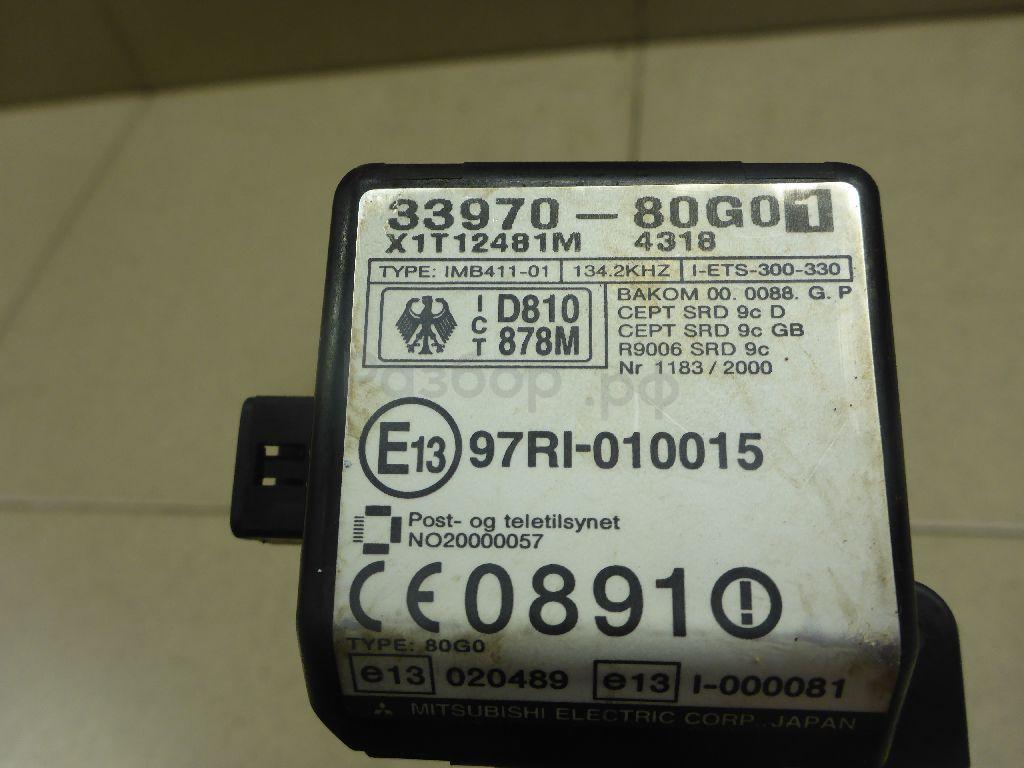 33970-80G01
X1T12481M 4318
TYPE: IMB411-01 134.2KHZ I-ETS-300-330
ICT D810 878M
BAKOM 00. 0088. G. P
CEPT SRD 9c D
CEPT SRD 9c GB
R9006 SRD 9c
Nr 1183/2000
.рф
E13 97RI-010015
Post- og teletilsynet
NO20000057
CE0891
TYPE: 80G0
e13 020489 e13 I-000081
MITSUBISHI ELECTRIC CORP., JAPAN